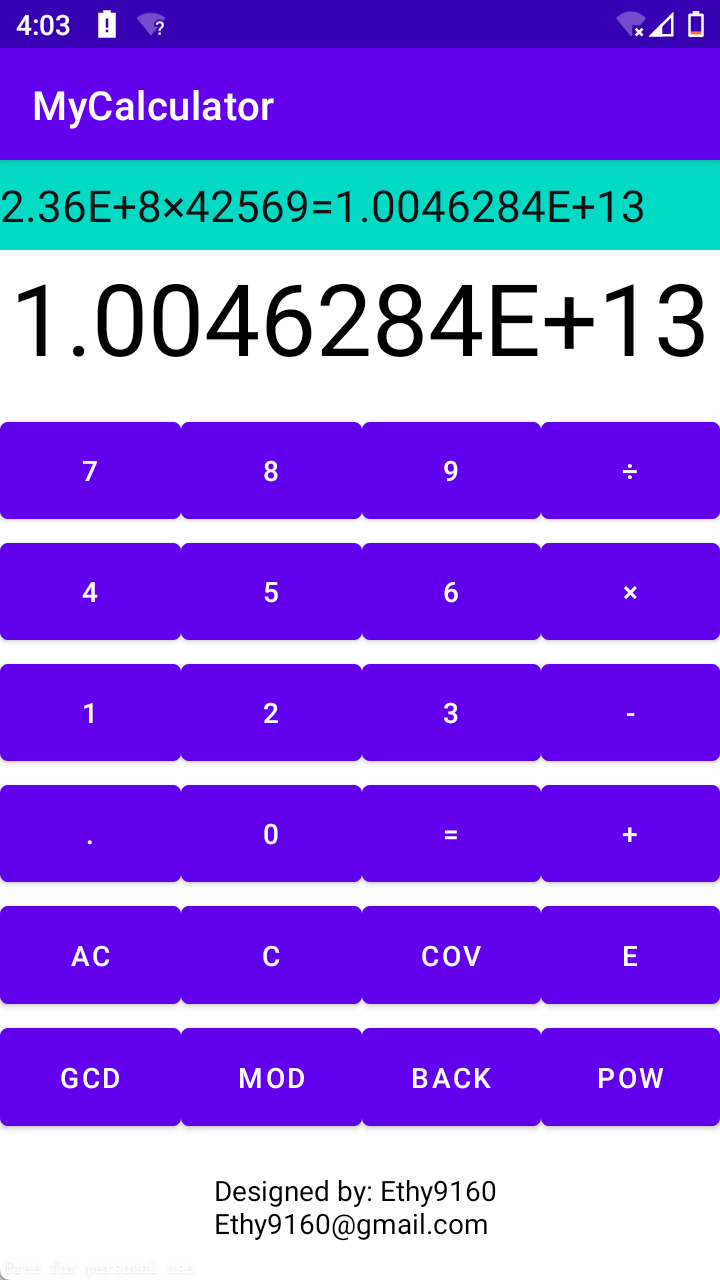 4:03
MyCalculator
2.36E+8×42569=1.0046284E+13
1.0046284E+13
7 8 9 ÷
4 5 6 ×
1 2 3 -
. 0 = +
AC C COV E
GCD MOD BACK POW
Designed by: Ethy9160
Ethy9160@gmail.com
Free for personal use